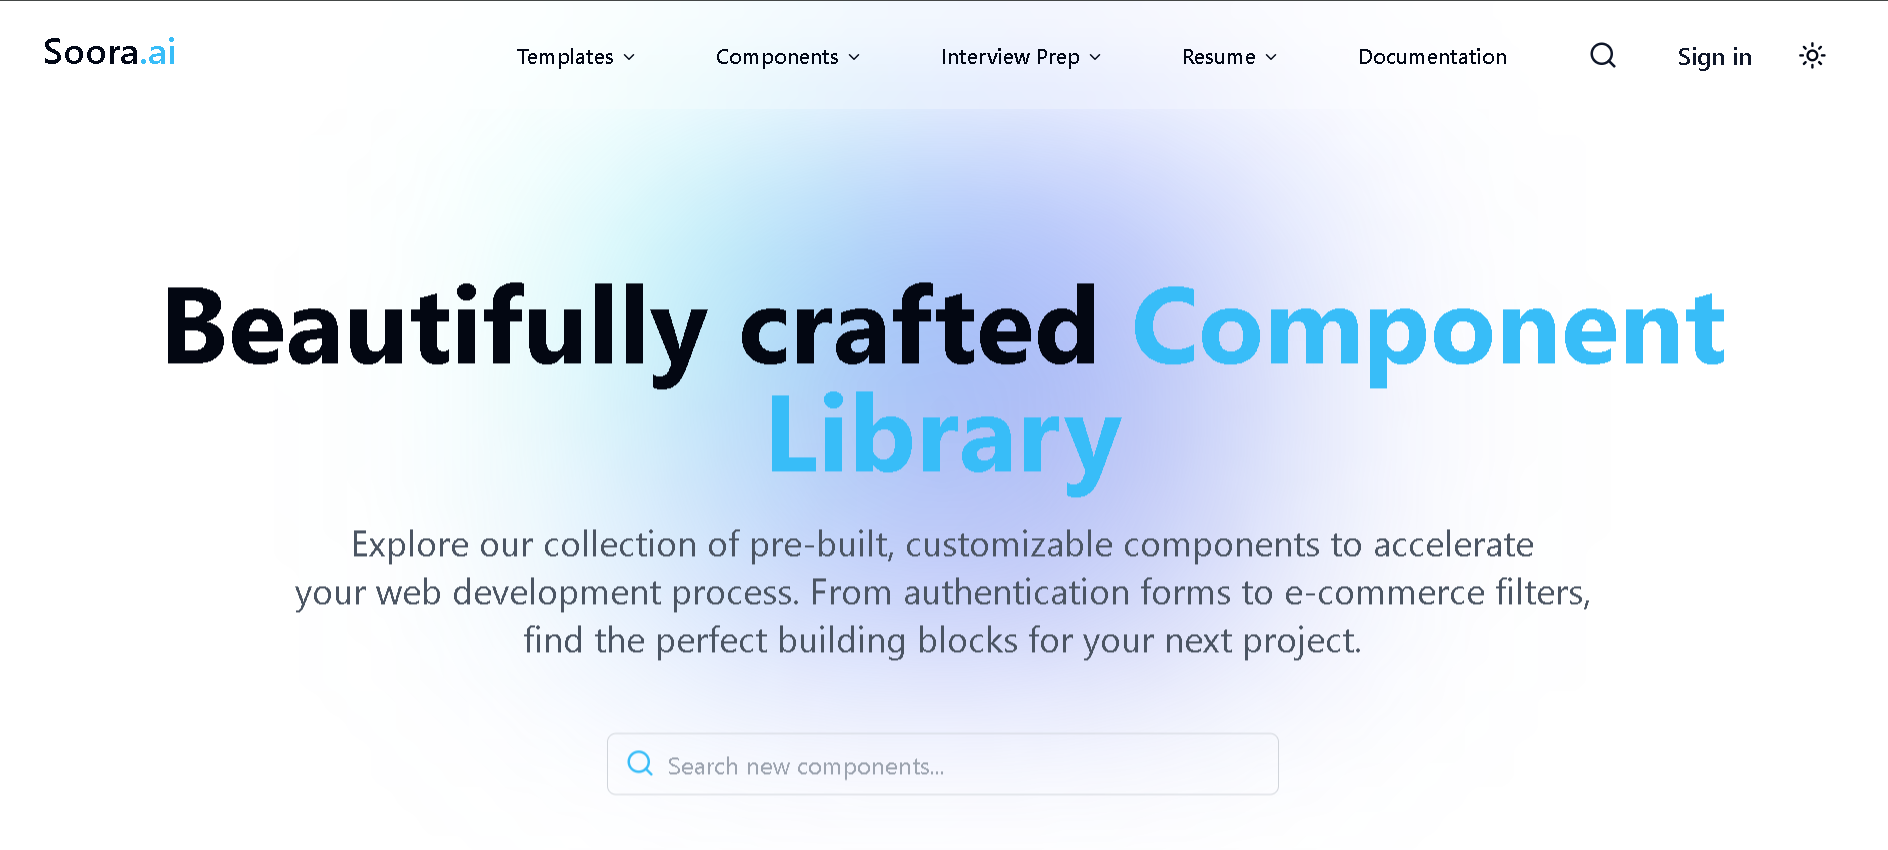 Soora.ai
Templates
Components
Interview Prep
Resume
Documentation
Sign in
Beautifully crafted Component
Library
Explore our collection of pre-built, customizable components to accelerate
your web development process. From authentication forms to e-commerce filters,
find the perfect building blocks for your next project.
Search new components...